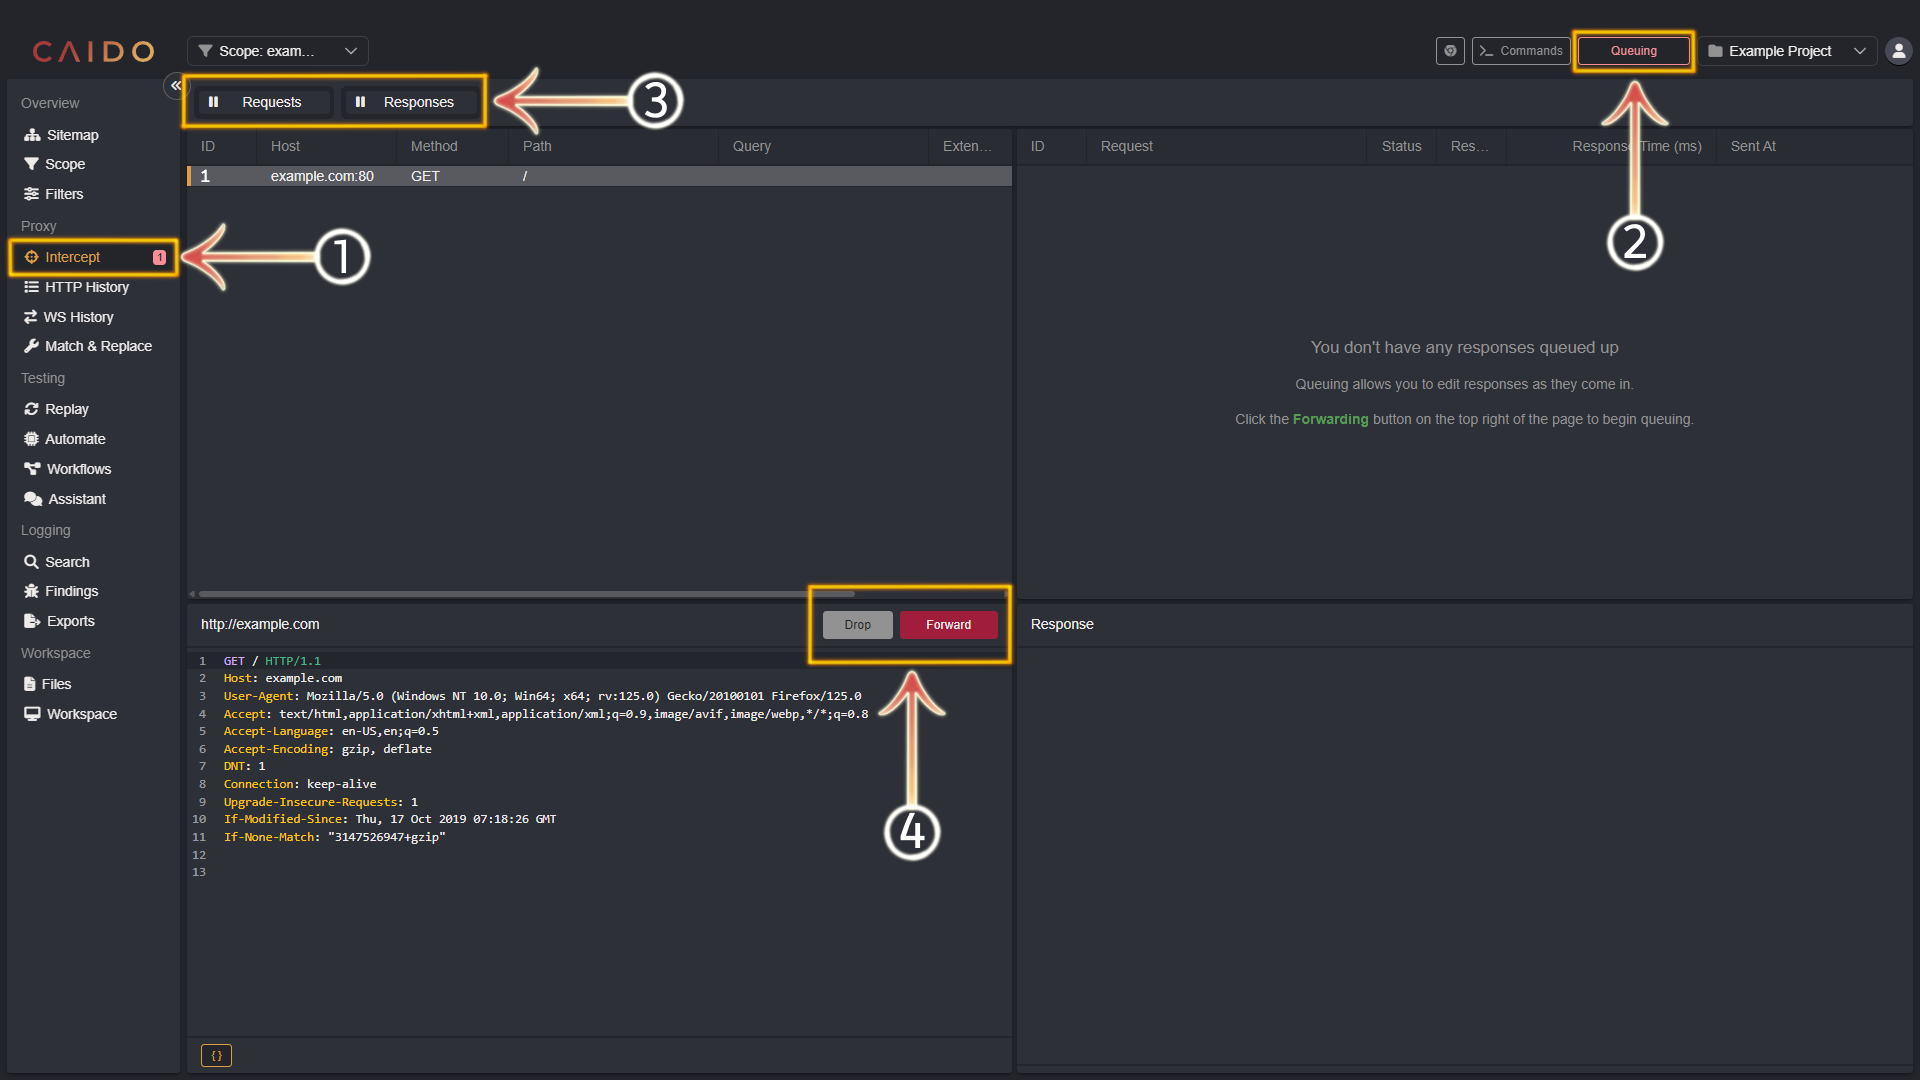 CAIDO
Scope: exam...
Commands
Queuing
Example Project
Overview
Sitemap
Scope
Filters
Proxy
Intercept 1
HTTP History
WS History
Match & Replace
Testing
Replay
Automate
Workflows
Assistant
Logging
Search
Findings
Exports
Workspace
Files
Workspace
Requests Responses
3
1
2
4
ID Host Method Path Query Exten...
1 example.com:80 GET /
ID Request Status Res... Response Time (ms) Sent At
You don't have any responses queued up
Queuing allows you to edit responses as they come in.
Click the Forwarding button on the top right of the page to begin queuing.
http://example.com
Drop Forward
1 GET / HTTP/1.1
2 Host: example.com
3 User-Agent: Mozilla/5.0 (Windows NT 10.0; Win64; x64; rv:125.0) Gecko/20100101 Firefox/125.0
4 Accept: text/html,application/xhtml+xml,application/xml;q=0.9,image/avif,image/webp,*/*;q=0.8
5 Accept-Language: en-US,en;q=0.5
6 Accept-Encoding: gzip, deflate
7 DNT: 1
8 Connection: keep-alive
9 Upgrade-Insecure-Requests: 1
10 If-Modified-Since: Thu, 17 Oct 2019 07:18:26 GMT
11 If-None-Match: "3147526947+gzip"
12
13
{}
Response